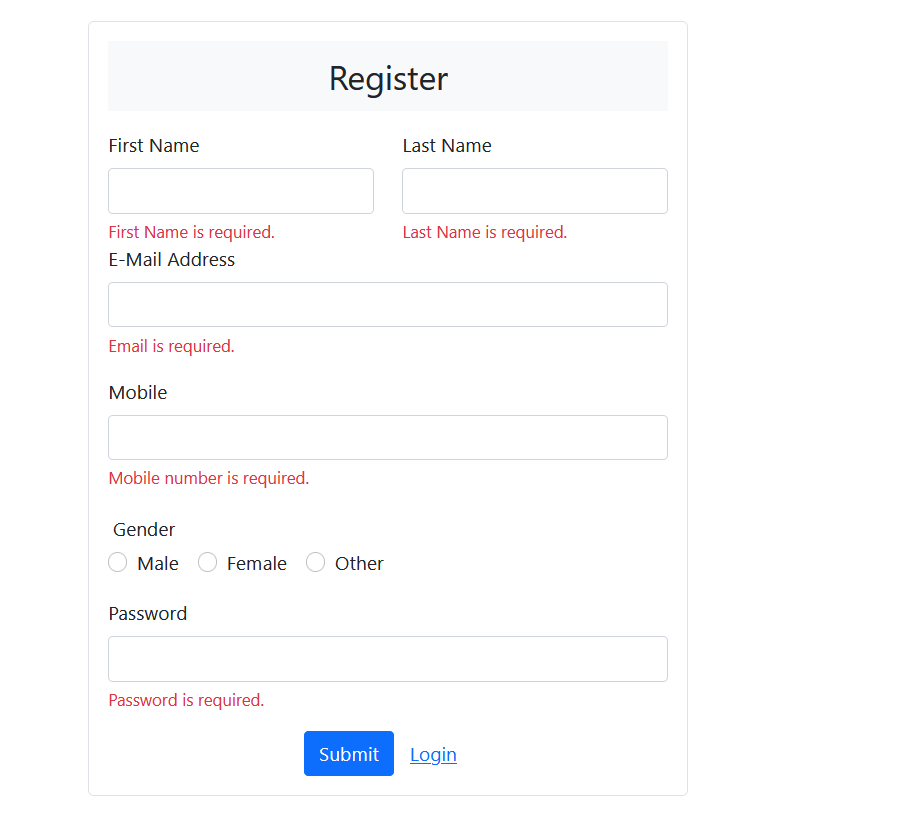 Register
First Name Last Name
First Name is required. Last Name is required.
E-Mail Address
Email is required.
Mobile
Mobile number is required.
Gender
Male Female Other
Password
Password is required.
Submit Login